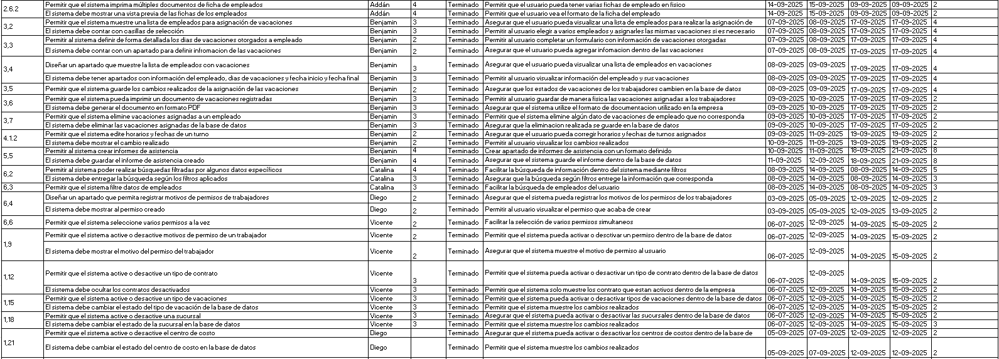 2.6.2 Permitir que el sistema imprima múltiples documentos de ficha de empleados Addán 4 Terminado Permitir que el usuario pueda tener varias fichas de empleado en fisico 14-09-2025 15-09-2025 09-09-2025 09-09-2025 2
El sistema debe mostrar una vista previa de las fichas de los empleados Addán 4 Terminado Permitir que el usuario vea el formato de la ficha del empleado 14-09-2025 15-09-2025 09-09-2025 09-09-2025 2
3,2 Permitir que el sistema muestre una lista de empleados para asignación de vacaciones Benjamin 3 Terminado Asegurar que el usuario pueda visualizar una lista de empleados para realizar la asignación de 07-09-2025 08-09-2025 17-09-2025 17-09-2025 4
El sistema debe contar con casillas de selección Benjamin 3 Terminado Permitir al usuario elegir a varios empleados y asignarles las mismas vacaciones si es necesario 07-09-2025 08-09-2025 17-09-2025 17-09-2025 4
3,3 Permitir al sistema definir de forma detallada los dias de vacaciones otorgados a empleado Benjamin 2 Terminado Permitir al usuario completar un formulario con información de vacaciones otorgadas 07-09-2025 08-09-2025 17-09-2025 17-09-2025 4
El sistema debe contar con un apartado para definir infromacion de las vacaciones Benjamin 2 Terminado Asegurar que el usuario pueda agregar infomacion dentro de las vacaciones 07-09-2025 08-09-2025 17-09-2025 17-09-2025 4
3,4 Diseñar un apartado que muestre la lista de empleados con vacaciones Benjamin 3 Terminado Asegurar que el usuario pueda visualizar una lista de empleados en vacaciones 08-09-2025 09-09-2025 17-09-2025 17-09-2025 4
El sistema debe tener apartados con información del empleado, dias de vacaciones y fecha inicio y fecha final Benjamin 3 Terminado Permitir al usuario visualizar información del empleado y sus vacaciones 08-09-2025 09-09-2025 17-09-2025 17-09-2025 4
3,5 Permitir que el sistema guarde los cambios realizados de la asignación de las vacaciones Benjamin 2 Terminado Asegurar que los estados de vacaciones de los trabajadores cambien en la base de datos 08-09-2025 09-09-2025 17-09-2025 17-09-2025 4
3,6 Permitir que el sistema pueda imprimir un documento de vacaciones registradas Benjamin 3 Terminado Permitir al usuario guardar de manera fisica las vacaciones asignadas a los trabajadores 09-09-2025 10-09-2025 17-09-2025 17-09-2025 2
El sistema debe generar el documento en formato PDF Benjamin 3 Terminado Asegurar que el sistema utilize el formato de documentacion utilizado en la empresa 09-09-2025 10-09-2025 17-09-2025 17-09-2025 2
3,7 Permitir que el sistema elimine vacaciones asignadas a un empleado Benjamin 3 Terminado Permitir que el sistema elimine algún dato de vacaciones de empleado que no corresponda 09-09-2025 10-09-2025 17-09-2025 17-09-2025 2
El sistema debe eliminar las vacaciones asignadas de la base de datos Benjamin 3 Terminado Asegurar que la eliminacion realizada se guarde en la base de datos 09-09-2025 10-09-2025 17-09-2025 17-09-2025 2
4.1.2 Permitir que el sistema edite horarios y fechas de un turno Benjamin 2 Terminado Asegurar que el usuario pueda corregir horarios y fechas de turnos asignados 09-09-2025 11-09-2025 19-09-2025 19-09-2025 2
El sistema debe mostrar el cambio realizado Benjamin 2 Terminado Permitir al usuario visualizar los cambios realizados 10-09-2025 11-09-2025 19-09-2025 19-09-2025 2
5,5 Permitir al sistema crear informes de asistencia Benjamin 4 Terminado Crear apartado de informes de asistencia con un formato definido 10-09-2025 11-09-2025 18-09-2025 21-09-2025 8
El sistema debe guardar el informe de asistencia creado Benjamin 4 Terminado Asegurar que el sistema guarde el informe dentro de la base de datos 11-09-2025 12-09-2025 18-09-2025 21-09-2025 8
6,2 Permitir al sistema poder realizar búsquedas filtradas por algunos datos específicos Catalina 4 Terminado Facilitar la búsqueda de información dentro del sistema mediante filtros 08-09-2025 14-09-2025 08-09-2025 14-09-2025 5
El sistema debe entregar la búsqueda según los filtros aplicados Catalina 3 Terminado Asegurar que la búsqueda según filtros entrege la información que corresponda 08-09-2025 14-09-2025 08-09-2025 14-09-2025 3
6,3 Permitir que el sistema filtre datos de empleados Catalina 3 Terminado Facilitar la búsqueda de empleados del usuario 08-09-2025 14-09-2025 08-09-2025 14-09-2025 3
6,4 Diseñar un apartado que permita registrar motivos de permisos de trabajadores Diego 2 Terminado Asegurar que el sistema pueda registrar los motivos de los permisos de los trabajadores 03-09-2025 05-09-2025 12-09-2025 12-09-2025 2
El sistema debe mostrar al permiso creado Diego 2 Terminado Permitir al usuario visualizar el permiso que acaba de crear 03-09-2025 05-09-2025 12-09-2025 13-09-2025 2
6,6 Permitir que el sistema seleccione varios permisos a la vez Vicente 2 Terminado Facilitar la selección de varios permisos simultaneos 06-07-2025 12-09-2025 14-09-2025 15-09-2025 2
1,9 Permitir que el sistema active o desactive motivos de permiso de un trabajador Vicente 2 Terminado Permitir que el sistema pueda activar o desctivar un permiso dentro de la base de datos 06-07-2025 12-09-2025 14-09-2025 15-09-2025 2
El sistema debe mostrar el motivo del permiso del trabajador Vicente 2 Terminado Asegurar que el sistema muestre el motivo de permiso al usuario 06-07-2025 12-09-2025 14-09-2025 15-09-2025 2
1,12 Permitir que el sistema active o desactive un tipo de contrato Vicente 3 Terminado Permitir que el sistema pueda activar o desactivar un tipo de contrato dentro de la base de datos 06-07-2025 12-09-2025 14-09-2025 15-09-2025 2
El sistema debe ocultar los contratos desactivados Vicente 3 Terminado Permitir que el sistema solo muestre los contrato que estan activos dentro de la empresa 06-07-2025 12-09-2025 14-09-2025 15-09-2025 2
1,15 Permitir que el sistema active o desactive un tipo de vacaciones Vicente 3 Terminado Permitir que el sistema pueda activar o desactivar tipos de vacaciones dentro de la base de datos 06-07-2025 12-09-2025 14-09-2025 15-09-2025 2
El sistema debe cambiar el estado del tipo de vacación de la base de datos Vicente 3 Terminado Permitir que el sistema muestre los cambios realizados 06-07-2025 12-09-2025 14-09-2025 15-09-2025 2
1,18 Permitir que el sistema active o desactive una sucursal Vicente 3 Terminado Asegurar que el sistema pueda activar o desactivar las sucursales dentro de la base de datos 06-07-2025 12-09-2025 14-09-2025 15-09-2025 2
El sistema debe cambiar el estado de la sucursal en la base de datos Vicente 3 Terminado Permitir que el sistema muestre los cambios realizados 06-07-2025 12-09-2025 14-09-2025 15-09-2025 3
1,21 Permitir que el sistema active o desactive el centro de costo Diego Terminado Asegurar que el sistema pueda activar o desactivar los centros de costos dentro de la base de 05-09-2025 07-09-2025 12-09-2025 12-09-2025 2
El sistema debe cambiar el estado del centro de costo en la base de datos Diego Terminado Permitir que el sistema muestre los cambios realizados 05-09-2025 07-09-2025 12-09-2025 12-09-2025 2